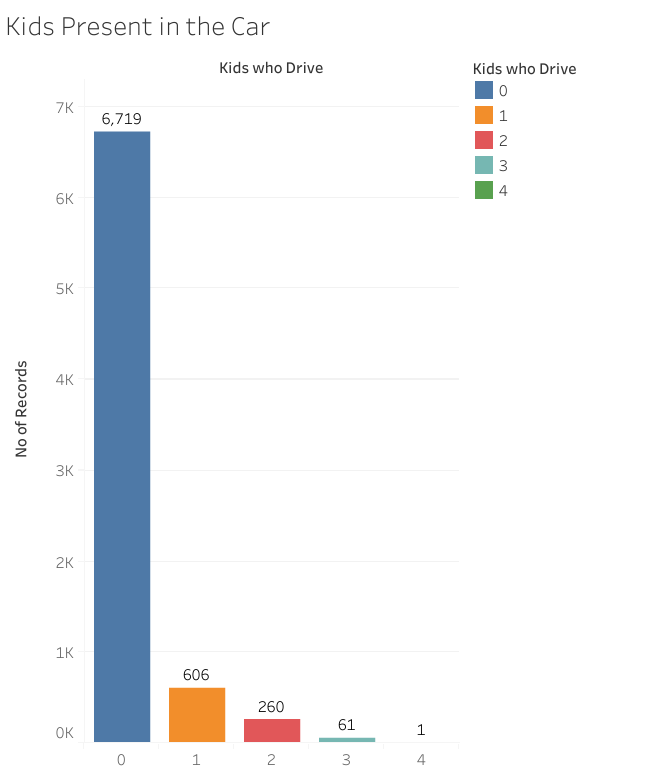 Kids Present in the Car
Kids who Drive
Kids who Drive
0
1
2
3
4
No of Records
7K
6K
5K
4K
3K
2K
1K
0K
6,719
606
260
61
1
0
1
2
3
4